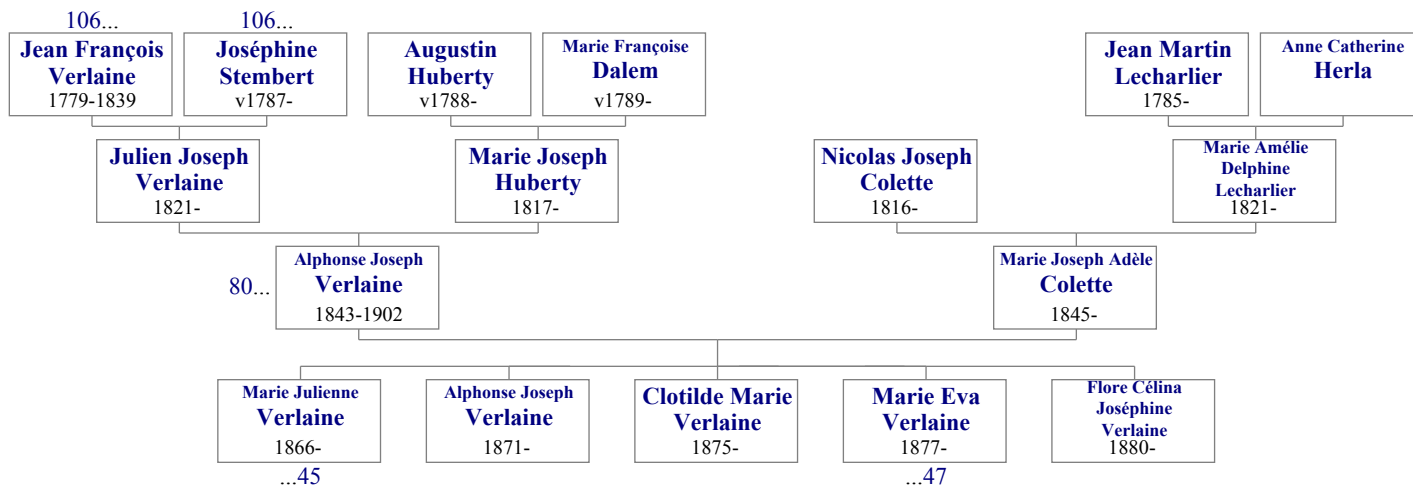 106...
106...
Jean François
Verlaine
1779-1839
Joséphine
Stembert
v1787-
Augustin
Huberty
v1788-
Marie Françoise
Dalem
v1789-
Jean Martin
Lecharlier
1785-
Anne Catherine
Herla
Julien Joseph
Verlaine
1821-
Marie Joseph
Huberty
1817-
Nicolas Joseph
Colette
1816-
Marie Amélie
Delphine
Lecharlier
1821-
80...
Alphonse Joseph
Verlaine
1843-1902
Marie Joseph Adèle
Colette
1845-
Marie Julienne
Verlaine
1866-
Alphonse Joseph
Verlaine
1871-
Clotilde Marie
Verlaine
1875-
Marie Eva
Verlaine
1877-
Flore Célina
Joséphine
Verlaine
1880-
...45
...47